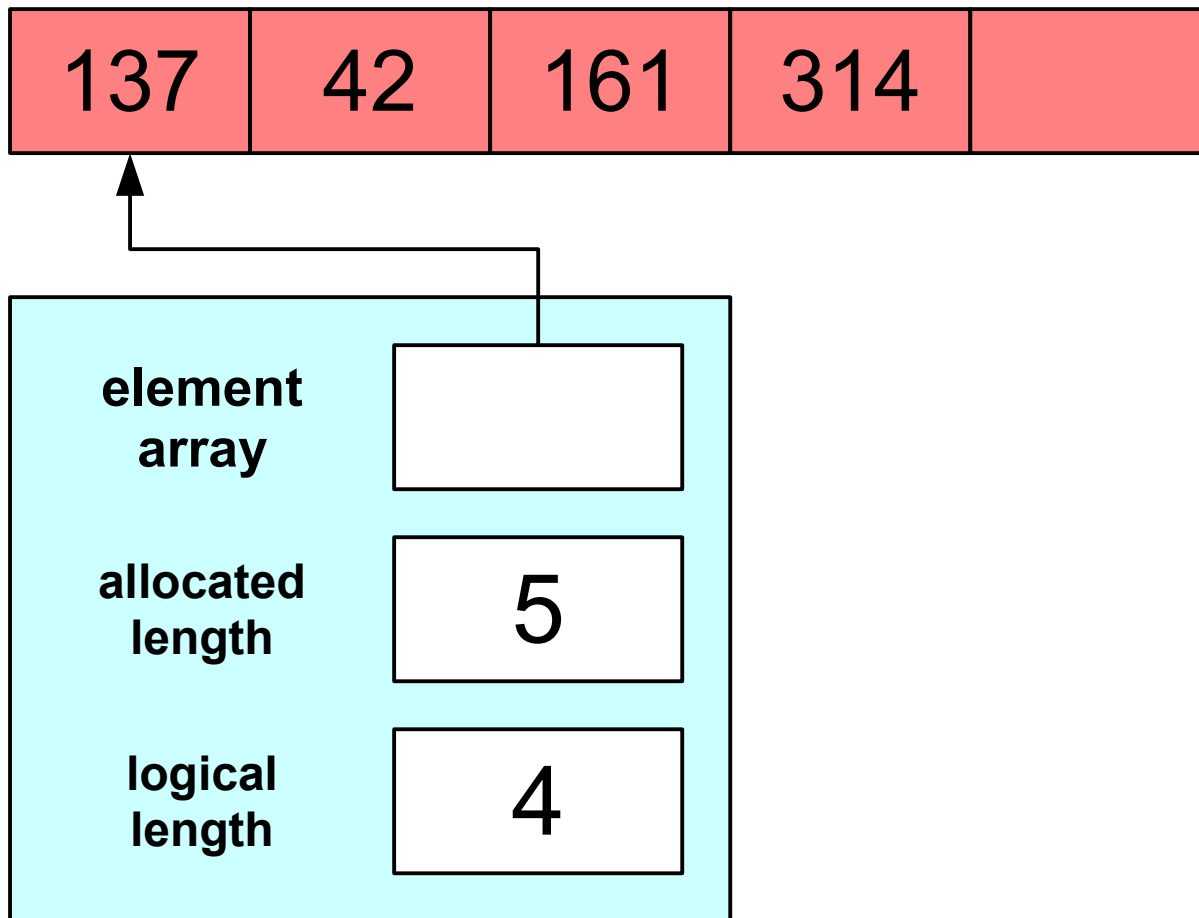 137 42 161 314
element
array
allocated
length
5
logical
length
4